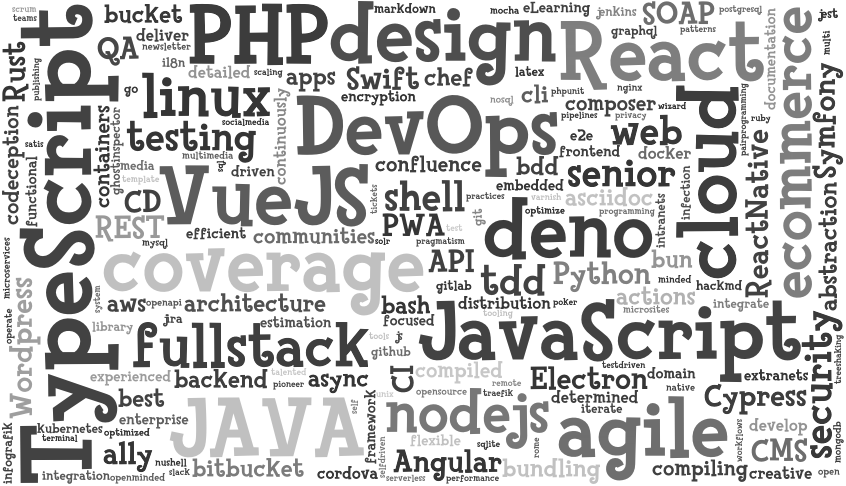 scrum
teams
bucket
deliver
newsletter
QA
il8n
PHP
design
markdown
mocha
eLearning
jenkins
SOAP
postgresql
graphql
patterns
jest
multi
React
documentation
ecommerce
detailed
scaling
apps
Swift
chef
latex
encryption
nosql
cli
phpunit
nginx
composer
wizard
pipelines
privacy
Rust
publishing
TypeScript
go
linux
socialmedia
testing
continuously
DevOps
e2e
web
frontend
docker
cloud
pairprogramming
ruby
Symfony
codeception
satis
functional
containers
ghostinspector
multimedia
media
sql
driven
template
confluence
bdd
embedded
senior
CD
VueJS
tickets
shell
practices
varnish
asciidoc
optimize
programming
intranets
infection
ReactNative
abstraction
REST
mysql
efficient
communities
solr
PWA
test
pragmatism
git
deno
microservices
coverage
API
gitlab
tdd
Python
bun
minded
hackmd
system
aws
openapi
architecture
bash
distribution
poker
actions
microsites
integrate
tooling
operate
Wordpress
library
jra
estimation
focused
js
tools
github
JavaScript
security
treeshaking
fullstack
experienced
backend
talented
pioneer
async
CI
compiled
remote
opensource
traefik
testdriven
Electron
domain
native
extranets
determined
iterate
Cypress
best
enterprise
JAVA
self
unix
framework
selfdriven
nodejs
flexible
sqlite
rome
agile
workflows
develop
CMS
mongodb
infografik
Kubernetes
terminal
optimized
ally
nushell
slack
bitbucket
cordova
integration
openminded
Angular
serverless
performance
bundling
compiling
creative
open